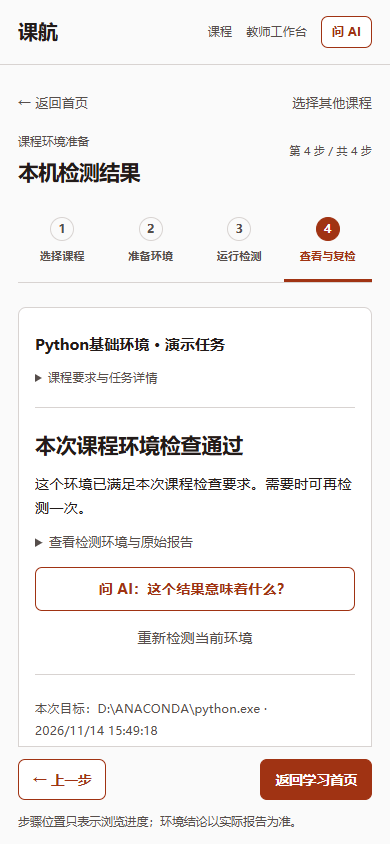 课航
课程 教师工作台 问 AI
← 返回首页 选择其他课程
课程环境准备
第 4 步 / 共 4 步
本机检测结果
1 2 3 4
选择课程 准备环境 运行检测 查看与复检
Python基础环境 · 演示任务
▶ 课程要求与任务详情
本次课程环境检查通过
这个环境已满足本次课程检查要求。需要时可再检
测一次。
▶ 查看检测环境与原始报告
问 AI：这个结果意味着什么？
重新检测当前环境
本次目标：D:\ANACONDA\python.exe ·
2026/11/14 15:49:18
← 上一步 返回学习首页
步骤位置只表示浏览进度；环境结论以实际报告为准。